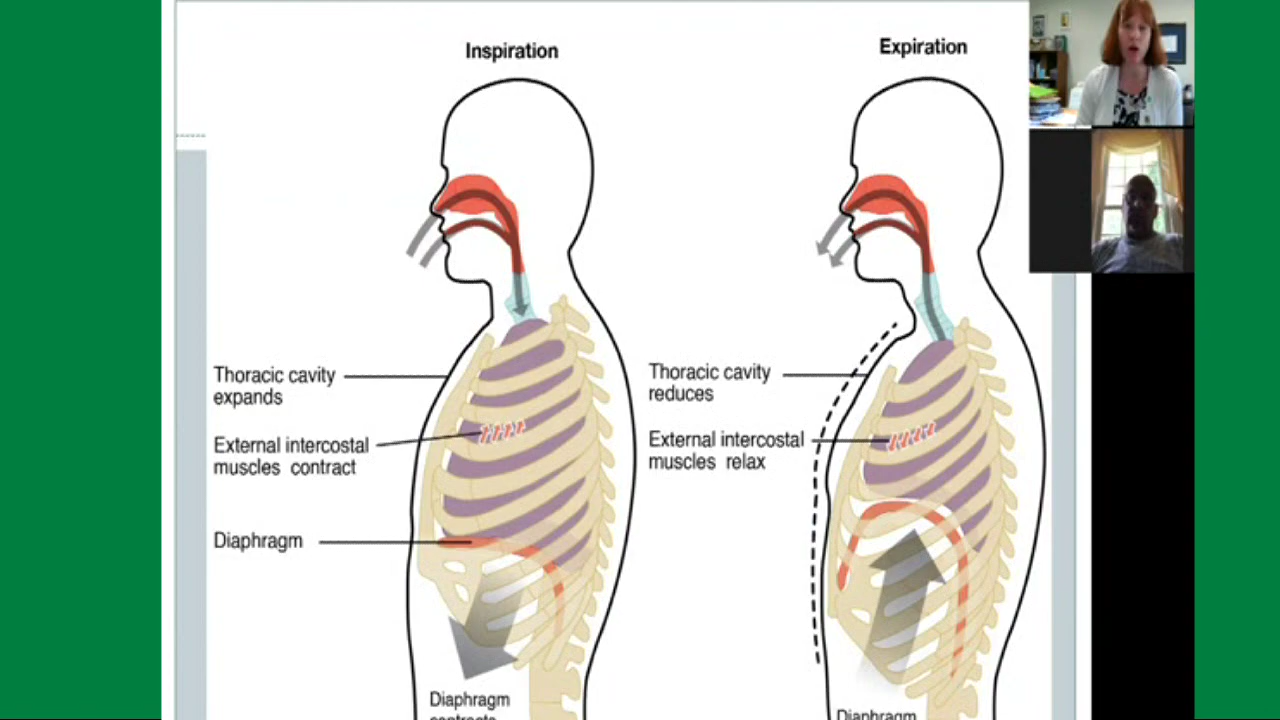 Inspiration
Expiration
Thoracic cavity
expands
External intercostal
muscles contract
Diaphragm
Diaphragm
contracts
Thoracic cavity
reduces
External intercostal
muscles relax
Diaphragm